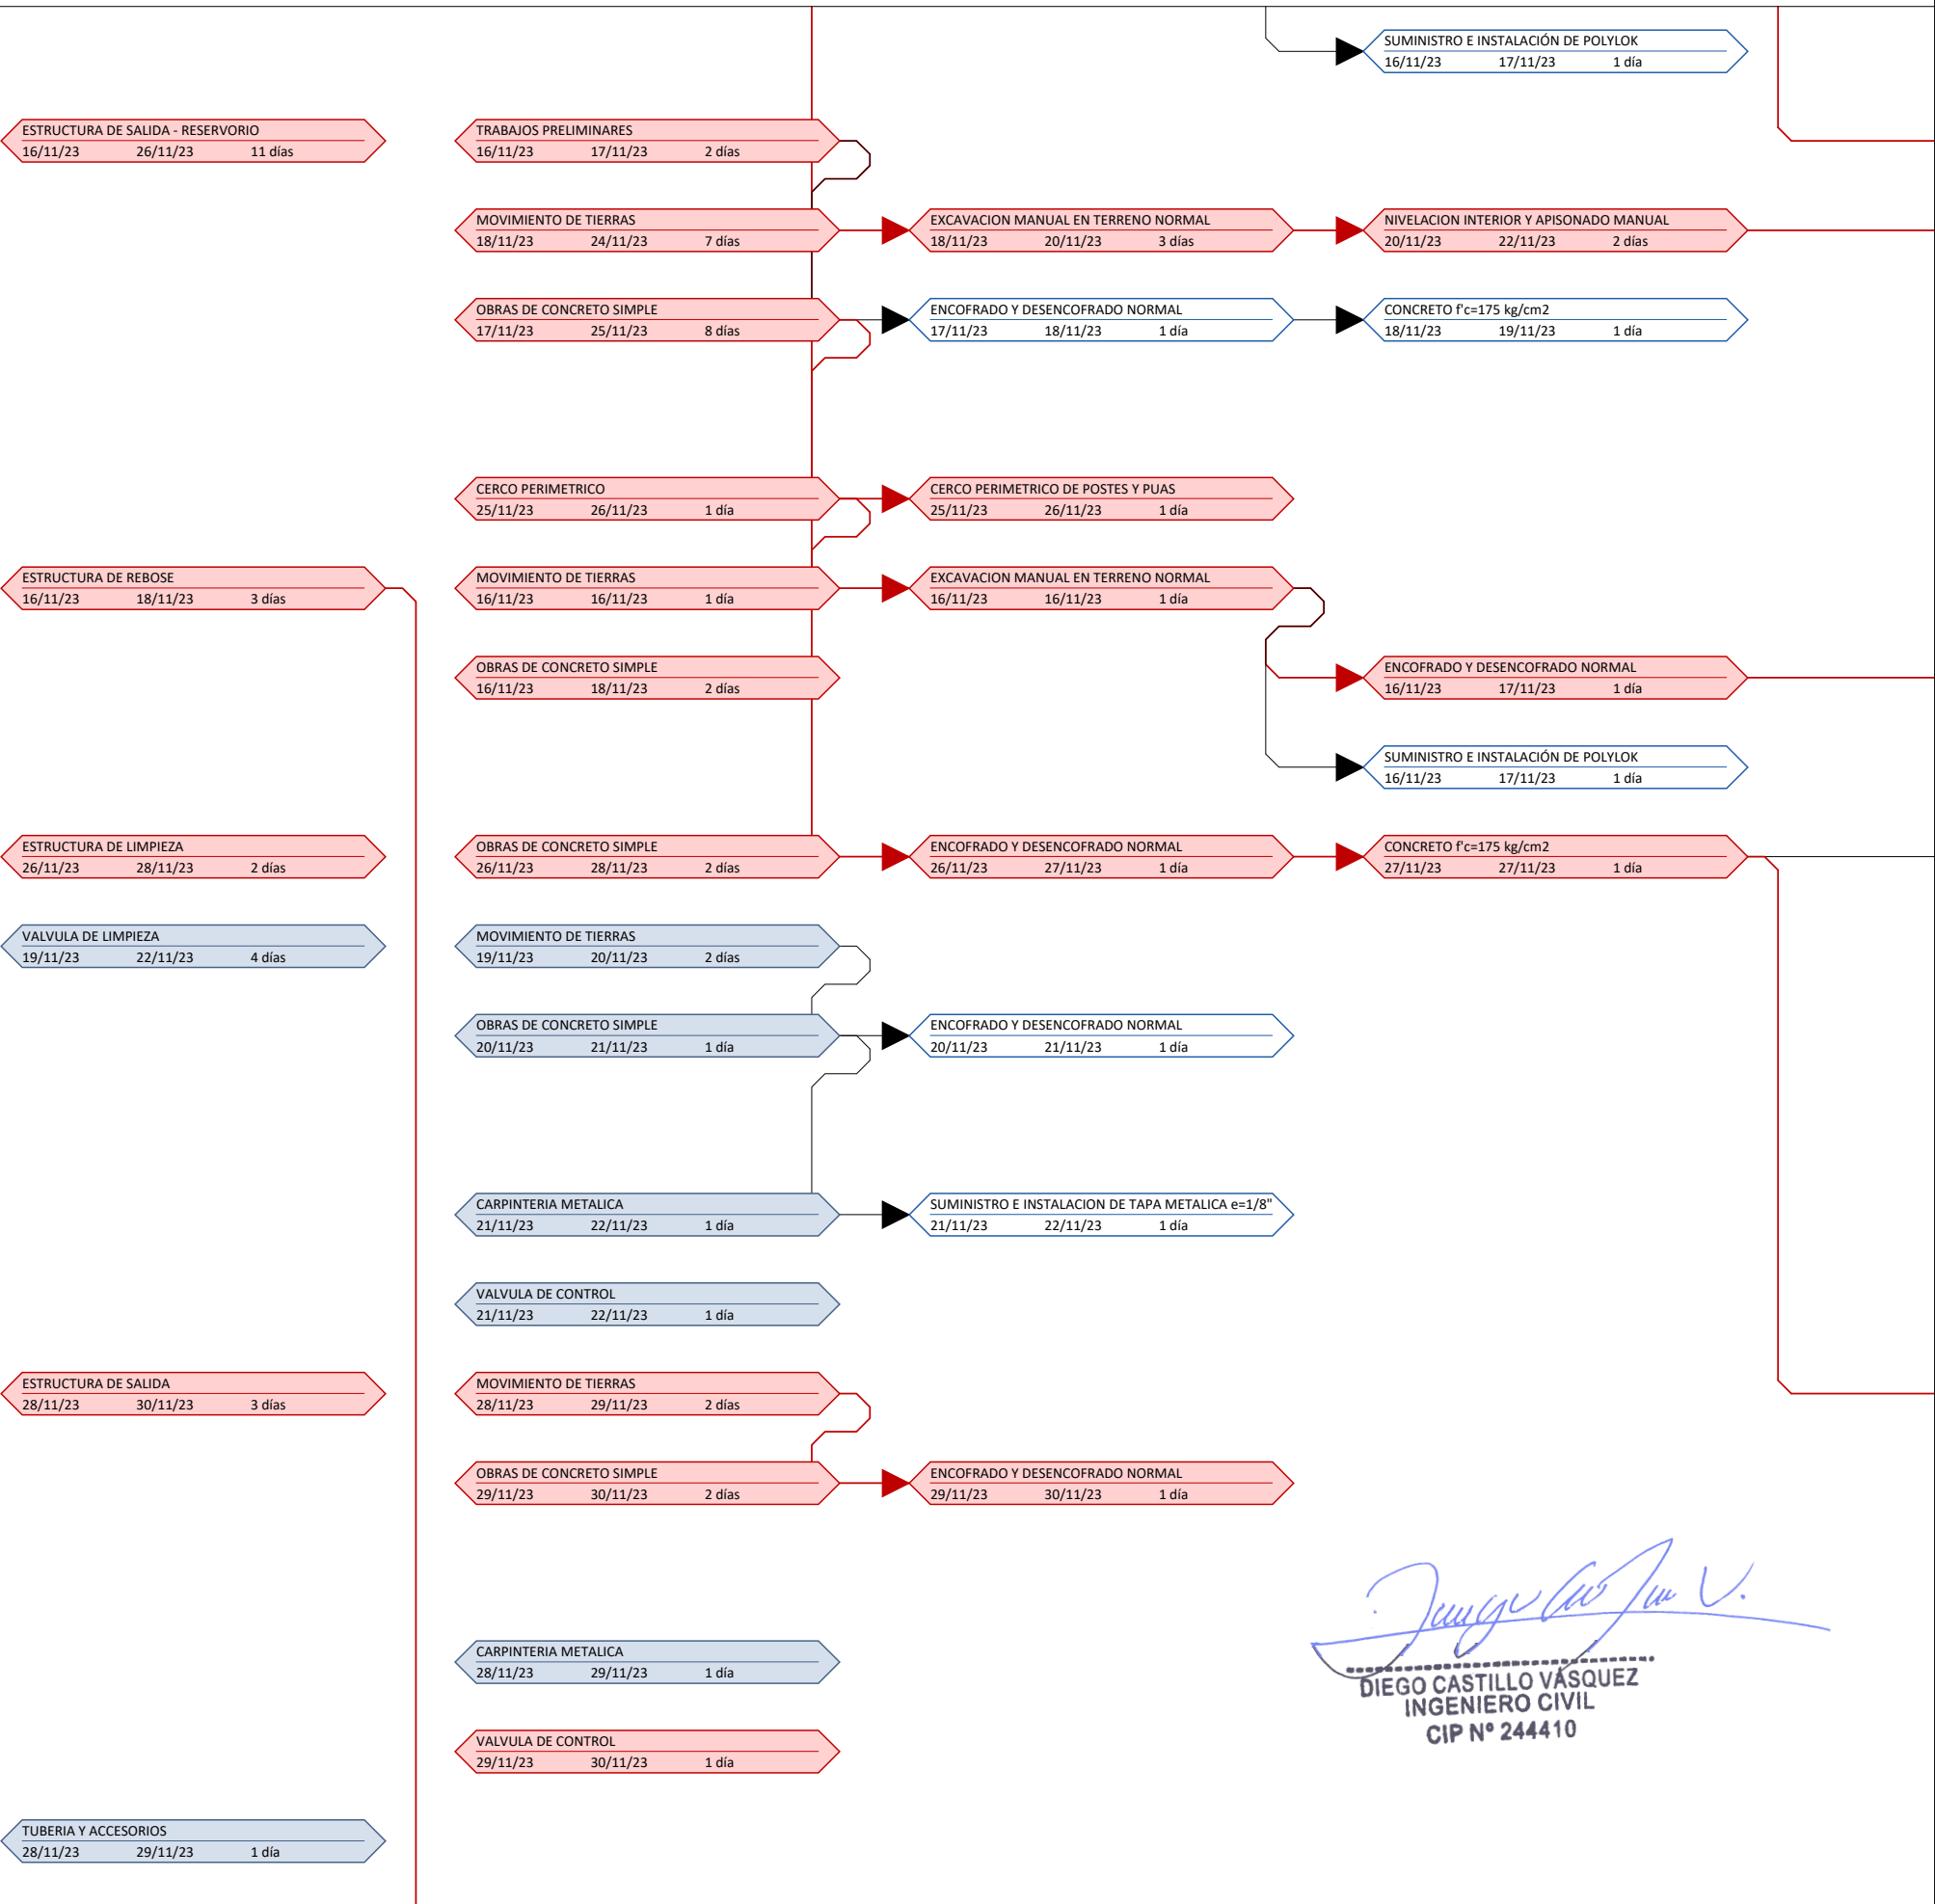 SUMINISTRO E INSTALACIÓN DE POLYLOK
16/11/23 17/11/23 1 día
ESTRUCTURA DE SALIDA - RESERVORIO
16/11/23 26/11/23 11 días
TRABAJOS PRELIMINARES
16/11/23 17/11/23 2 días
MOVIMIENTO DE TIERRAS
18/11/23 24/11/23 7 días
EXCAVACION MANUAL EN TERRENO NORMAL
18/11/23 20/11/23 3 días
NIVELACION INTERIOR Y APISONADO MANUAL
20/11/23 22/11/23 2 días
OBRAS DE CONCRETO SIMPLE
17/11/23 25/11/23 8 días
ENCOFRADO Y DESENCOFRADO NORMAL
17/11/23 18/11/23 1 día
CONCRETO f'c=175 kg/cm2
18/11/23 19/11/23 1 día
CERCO PERIMETRICO
25/11/23 26/11/23 1 día
CERCO PERIMETRICO DE POSTES Y PUAS
25/11/23 26/11/23 1 día
ESTRUCTURA DE REBOSE
16/11/23 18/11/23 3 días
MOVIMIENTO DE TIERRAS
16/11/23 16/11/23 1 día
EXCAVACION MANUAL EN TERRENO NORMAL
16/11/23 16/11/23 1 día
OBRAS DE CONCRETO SIMPLE
16/11/23 18/11/23 2 días
ENCOFRADO Y DESENCOFRADO NORMAL
16/11/23 17/11/23 1 día
SUMINISTRO E INSTALACIÓN DE POLYLOK
16/11/23 17/11/23 1 día
ESTRUCTURA DE LIMPIEZA
26/11/23 28/11/23 2 días
OBRAS DE CONCRETO SIMPLE
26/11/23 28/11/23 2 días
ENCOFRADO Y DESENCOFRADO NORMAL
26/11/23 27/11/23 1 día
CONCRETO f'c=175 kg/cm2
27/11/23 27/11/23 1 día
VALVULA DE LIMPIEZA
19/11/23 22/11/23 4 días
MOVIMIENTO DE TIERRAS
19/11/23 20/11/23 2 días
OBRAS DE CONCRETO SIMPLE
20/11/23 21/11/23 1 día
ENCOFRADO Y DESENCOFRADO NORMAL
20/11/23 21/11/23 1 día
CARPINTERIA METALICA
21/11/23 22/11/23 1 día
SUMINISTRO E INSTALACION DE TAPA METALICA e=1/8"
21/11/23 22/11/23 1 día
VALVULA DE CONTROL
21/11/23 22/11/23 1 día
ESTRUCTURA DE SALIDA
28/11/23 30/11/23 3 días
MOVIMIENTO DE TIERRAS
28/11/23 29/11/23 2 días
OBRAS DE CONCRETO SIMPLE
29/11/23 30/11/23 2 días
ENCOFRADO Y DESENCOFRADO NORMAL
29/11/23 30/11/23 1 día
CARPINTERIA METALICA
28/11/23 29/11/23 1 día
DIEGO CASTILLO VÁSQUEZ
INGENIERO CIVIL
CIP Nº 244410
VALVULA DE CONTROL
29/11/23 30/11/23 1 día
TUBERIA Y ACCESORIOS
28/11/23 29/11/23 1 día